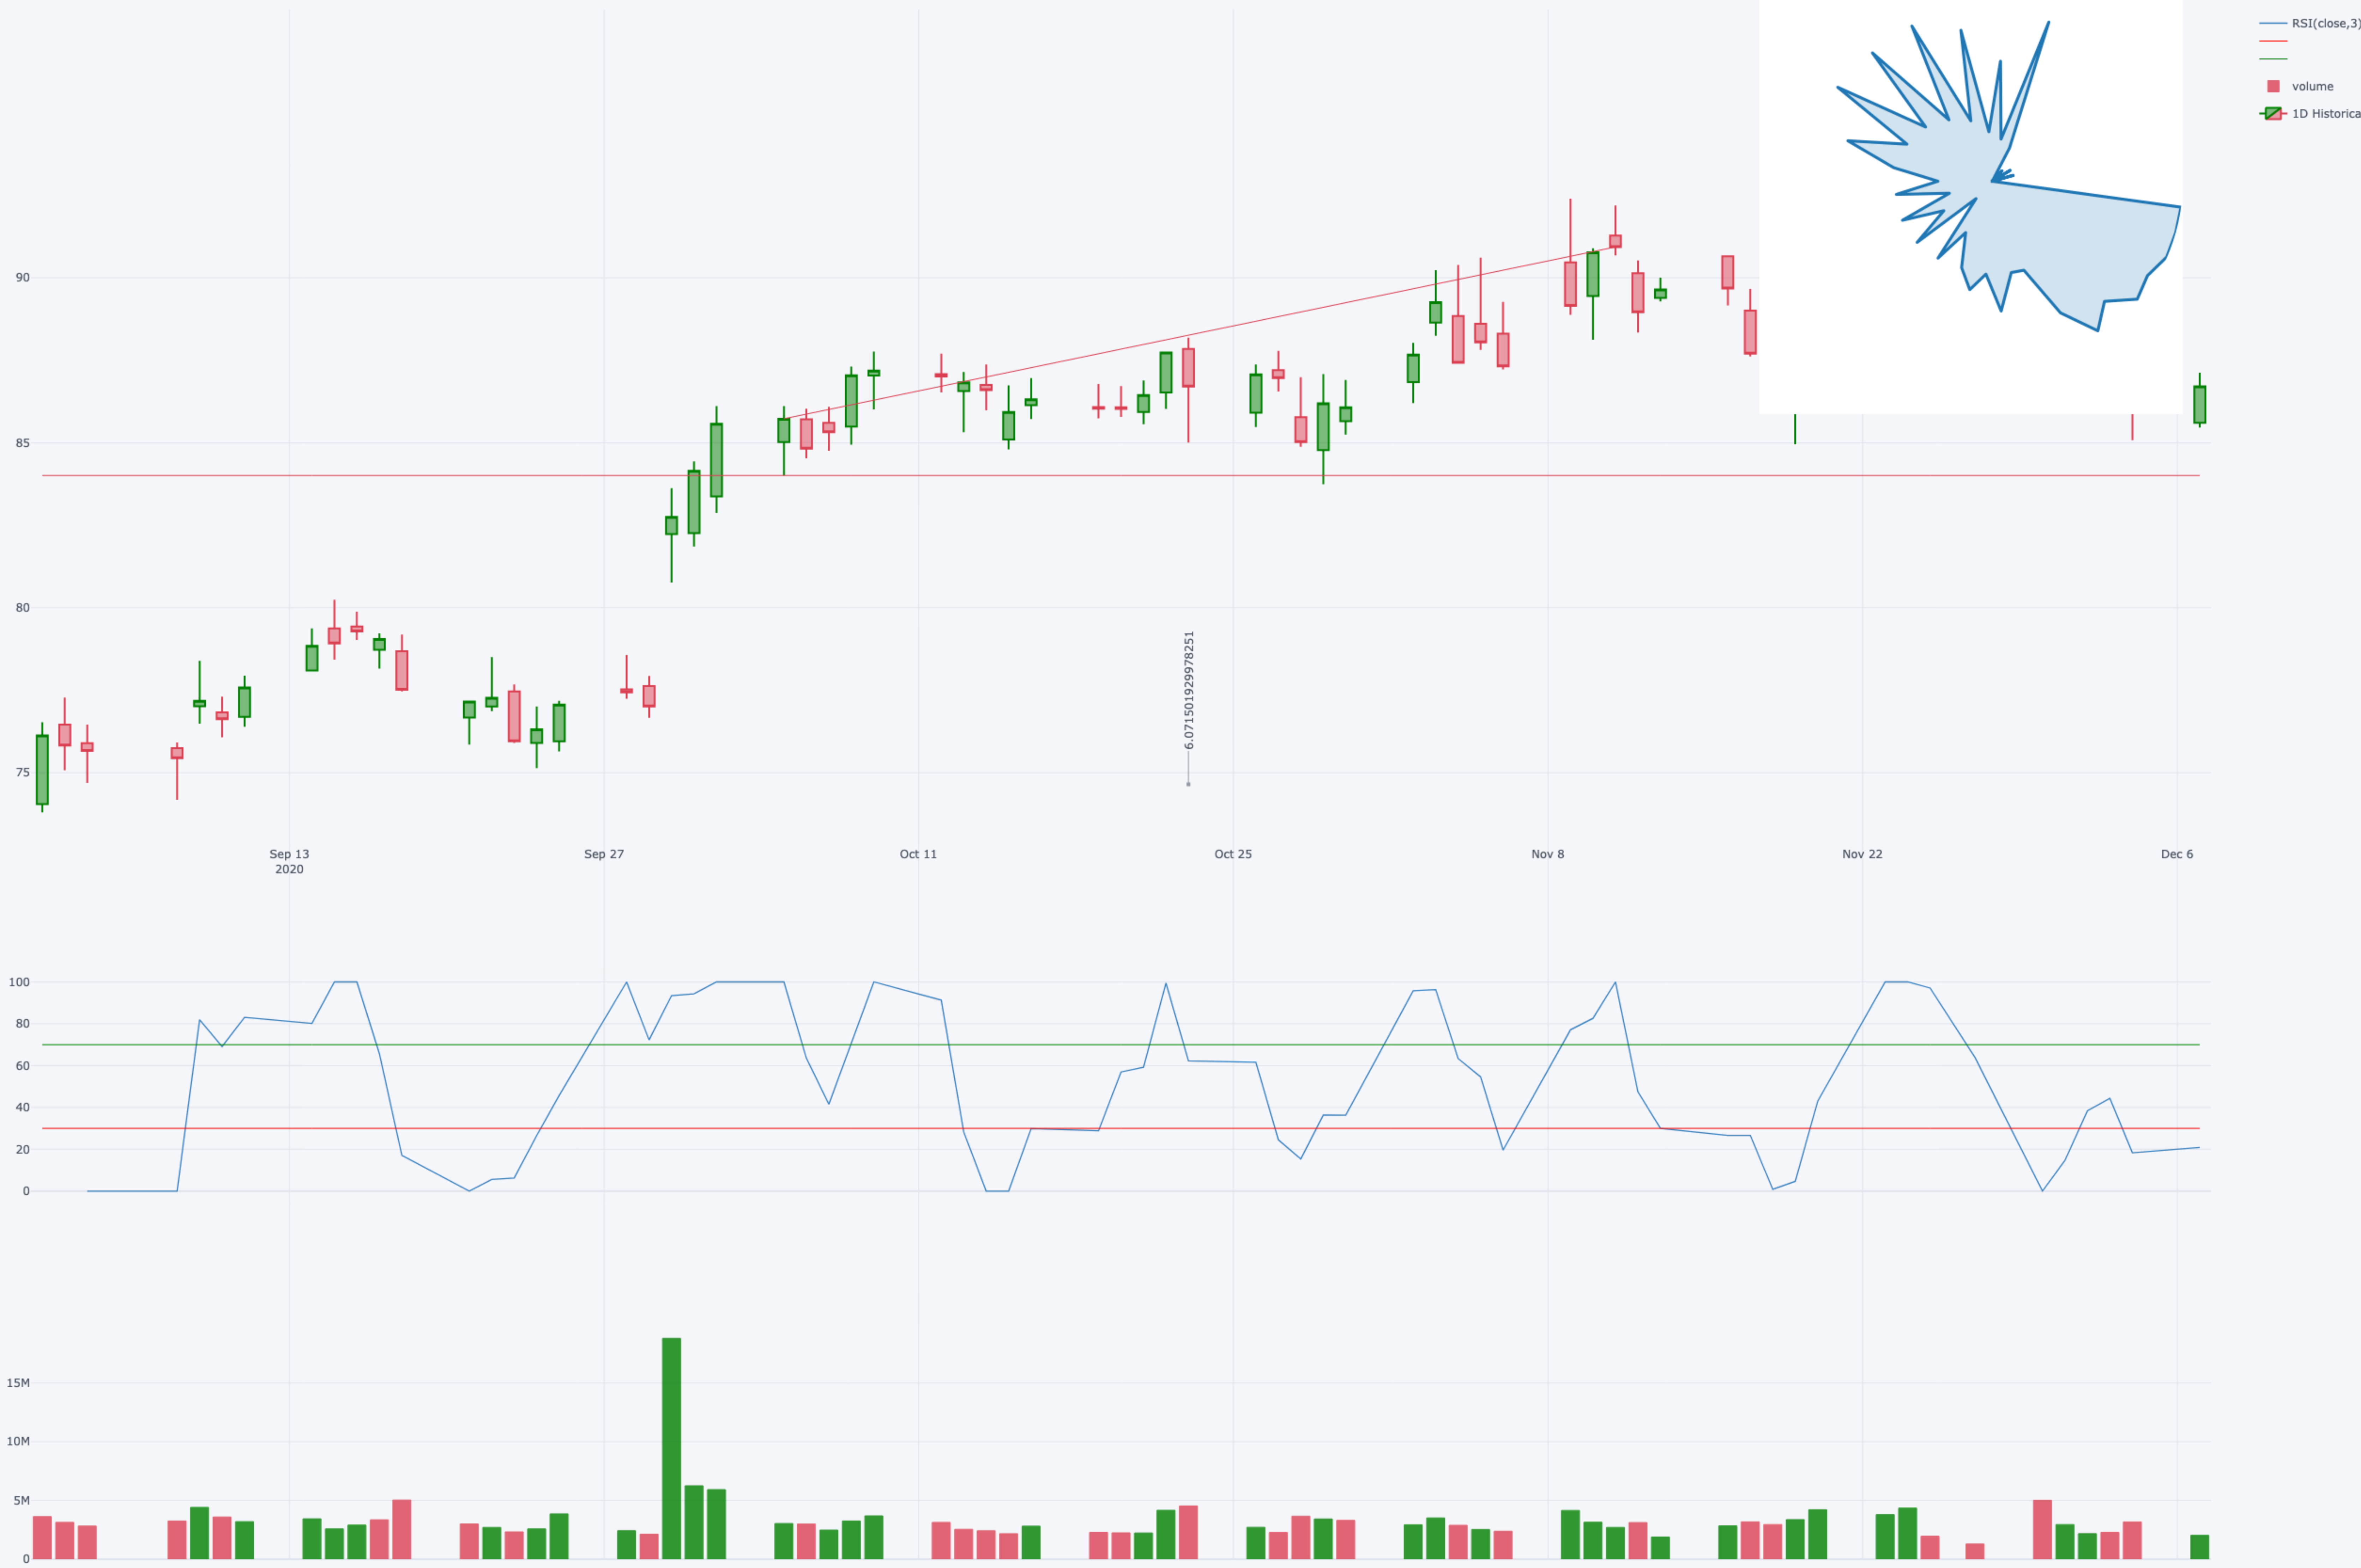 RSI(close,3)
volume
1D Historica
90
85
80
75
6.071501929978251
Sep 13
2020
Sep 27
Oct 11
Oct 25
Nov 8
Nov 22
Dec 6
100
80
60
40
20
0
15M
10M
5M
0